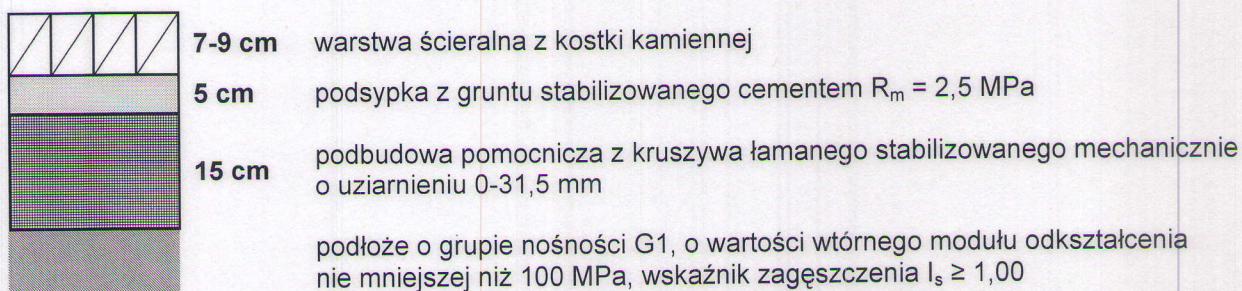 7-9 cm warstwa ścieralna z kostki kamiennej
5 cm podsypka z gruntu stabilizowanego cementem Rm = 2,5 MPa
15 cm podbudowa pomocnicza z kruszywa łamanego stabilizowanego mechanicznie
o uziarnieniu 0-31,5 mm
podłoże o grupie nośności G1, o wartości wtórnego modułu odkształcenia
nie mniejszej niż 100 MPa, wskaźnik zagęszczenia Is ≥ 1,00